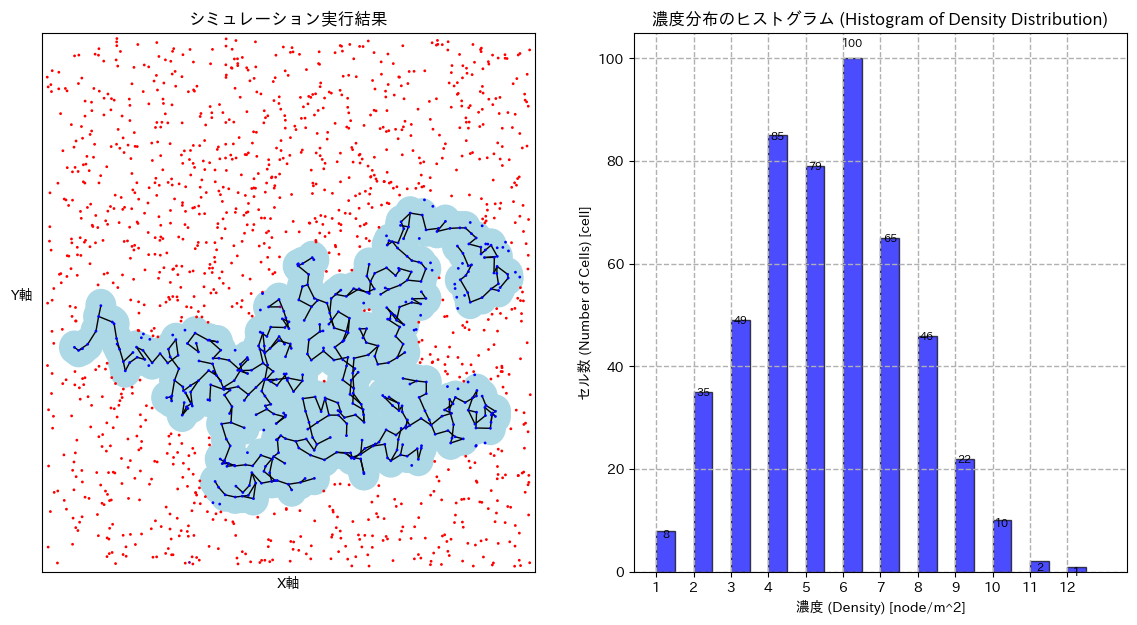 シミュレーション実行結果
Y軸
X軸
濃度分布のヒストグラム (Histogram of Density Distribution)
セル数 (Number of Cells) [cell]
100
80
60
40
20
0
8
35
49
85
79
100
65
46
22
10
2
1
1 2 3 4 5 6 7 8 9 10 11 12
濃度 (Density) [node/m^2]